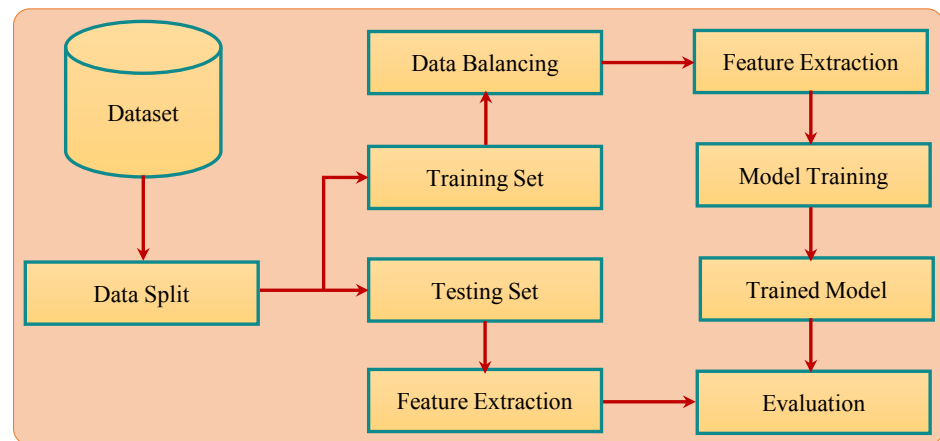 Dataset
Data Split
Data Balancing
Training Set
Testing Set
Feature Extraction
Feature Extraction
Model Training
Trained Model
Evaluation